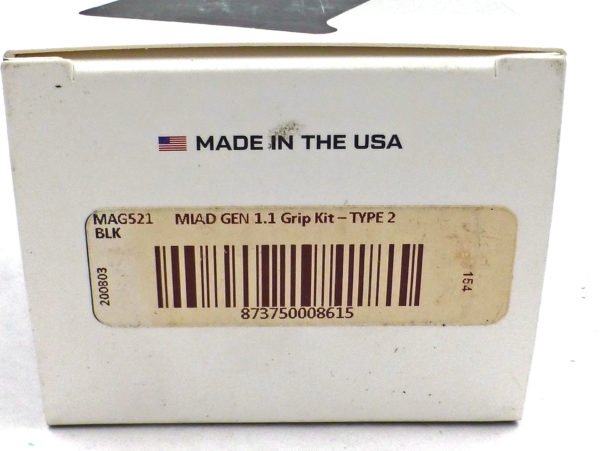 MADE IN THE USA
MAG521 MIAD GEN 1.1 Grip Kit – TYPE 2
BLK
200803
154
873750008615